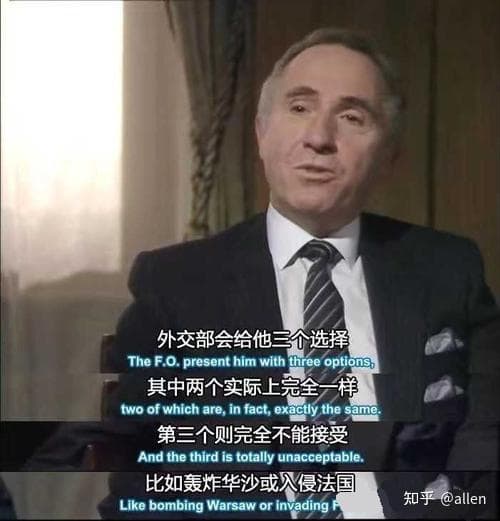 外交部会给他三个选择
The F.O. present him with three options,
其中两个实际上完全一样
two of which are, in fact, exactly the same.
第三个则完全不能接受
And the third is totally unacceptable.
比如轰炸华沙或入侵法国
Like bombing Warsaw or invading
知乎 @allen